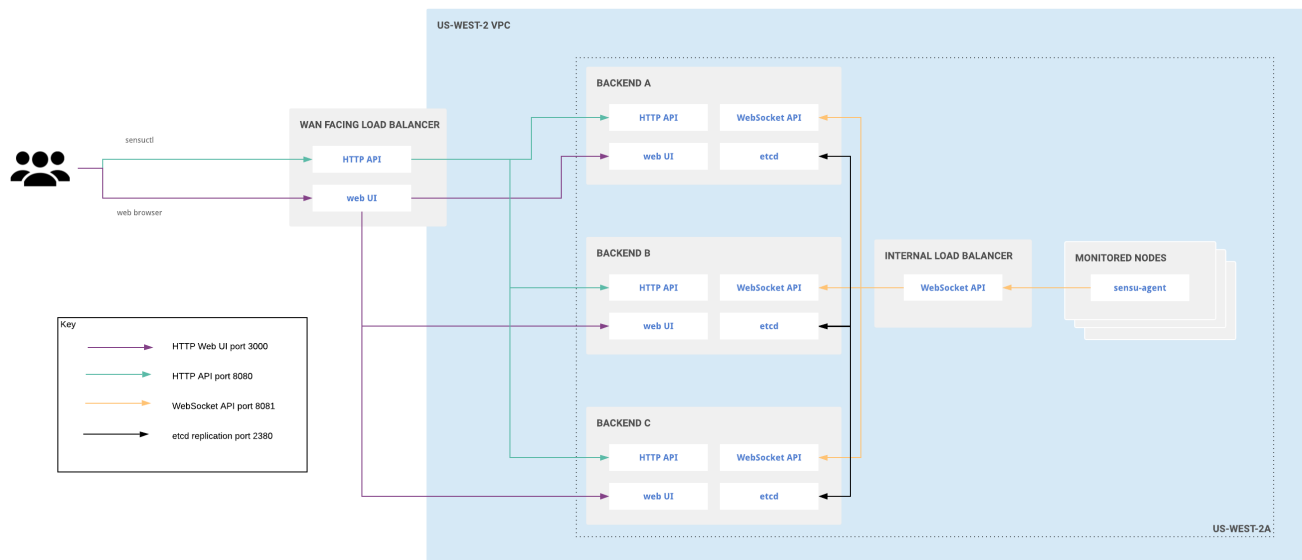 US-WEST-2 VPC
BACKEND A
HTTP API
WebSocket API
web UI
etcd
WAN FACING LOAD BALANCER
HTTP API
web UI
sensuctl
web browser
BACKEND B
HTTP API
WebSocket API
web UI
etcd
INTERNAL LOAD BALANCER
WebSocket API
MONITORED NODES
sensu-agent
Key
HTTP Web UI port 3000
HTTP API port 8080
WebSocket API port 8081
etcd replication port 2380
BACKEND C
HTTP API
WebSocket API
web UI
etcd
US-WEST-2A